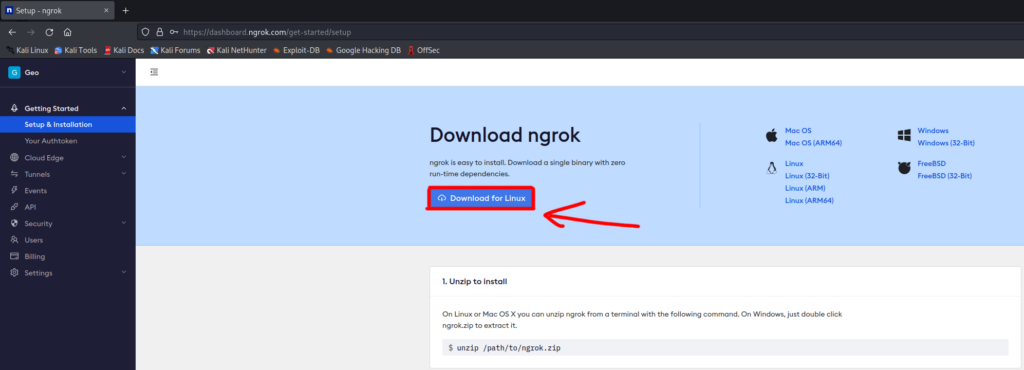 Setup - ngrok
https://dashboard.ngrok.com/get-started/setup
Kali Linux Kali Tools Kali Docs Kali Forums Kali NetHunter Exploit-DB Google Hacking DB OffSec
G Geo
Getting Started
Setup & Installation
Your Authtoken
Cloud Edge
Tunnels
Events
API
Security
Users
Billing
Settings
Download ngrok
ngrok is easy to install. Download a single binary with zero
run-time dependencies.
Download for Linux
Mac OS
Mac OS (ARM64)
Linux
Linux (32-Bit)
Linux (ARM)
Linux (ARM64)
Windows
Windows (32-Bit)
FreeBSD
FreeBSD (32-Bit)
1. Unzip to install
On Linux or Mac OS X you can unzip ngrok from a terminal with the following command. On Windows, just double click
ngrok.zip to extract it.
$ unzip /path/to/ngrok.zip